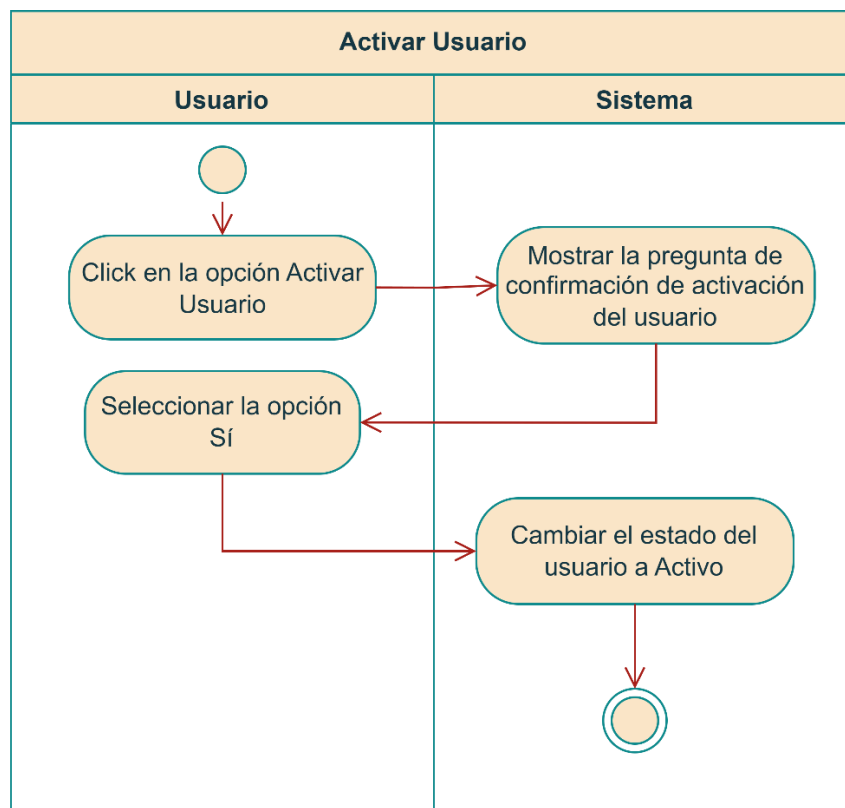 Activar Usuario
Usuario
Sistema
Click en la opción Activar
Usuario
Mostrar la pregunta de
confirmación de activación
del usuario
Seleccionar la opción
Sí
Cambiar el estado del
usuario a Activo